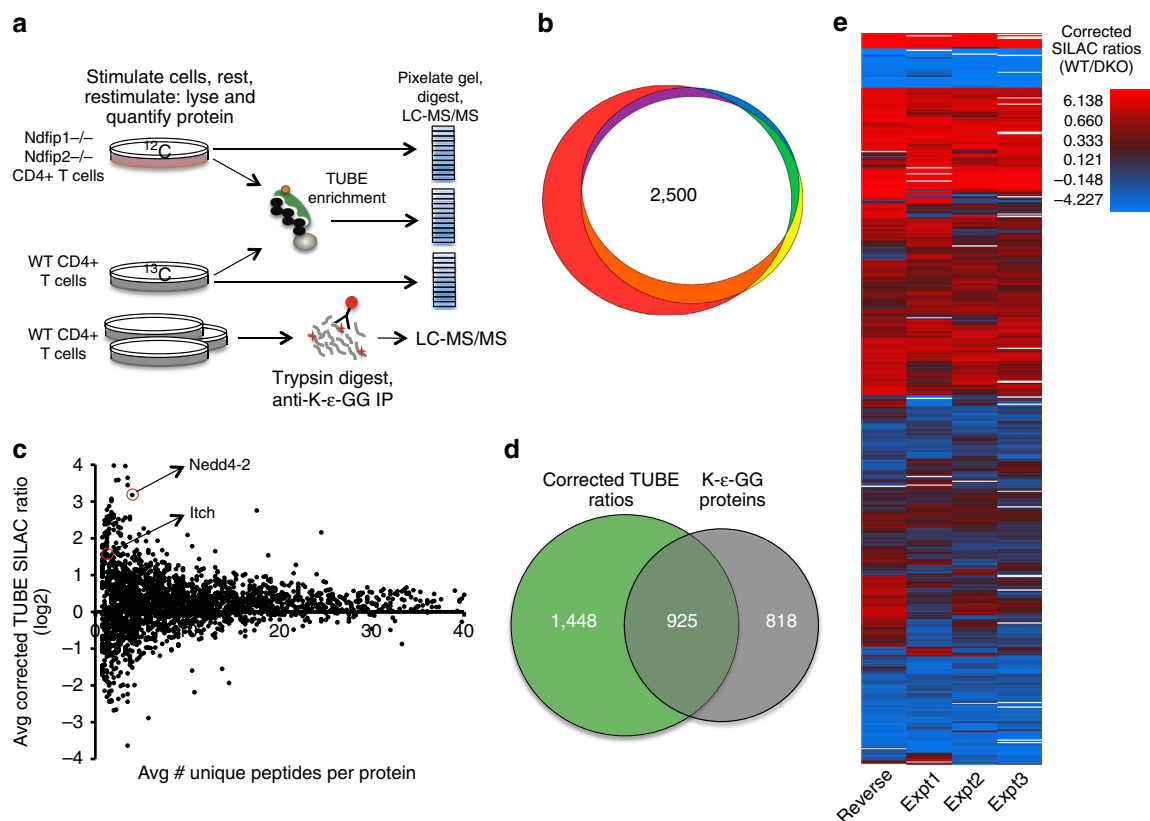 a
Stimulate cells, rest,
restimulate: lyse and
quantify protein
Pixelate gel,
digest,
LC-MS/MS
Ndfip1–/–
Ndfip2–/–
CD4+ T cells
12C
TUBE
enrichment
WT CD4+
T cells
13C
WT CD4+
T cells
LC-MS/MS
Trypsin digest,
anti-K-ε-GG IP
b
2,500
c
Avg corrected TUBE SILAC ratio
(log2)
4
3
2
1
0
–1
–2
–3
–4
0
20
30
40
Nedd4-2
Itch
Avg # unique peptides per protein
d
Corrected TUBE
ratios
K-ε-GG
proteins
1,448
925
818
e
Corrected
SILAC ratios
(WT/DKO)
6.138
0.660
0.333
0.121
–0.148
–4.227
Reverse
Expt1
Expt2
Expt3